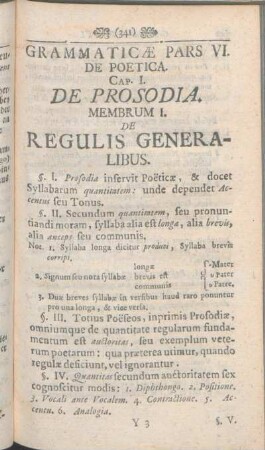 (341)
GRAMMATICÆ PARS VI.
DE POETICA.
CAP. I.
DE PROSODIA.
MEMBRUM I.
DE
REGULIS GENERA-
LIBUS.
§. I. Prosodia inservit Poëticæ, & docet
Syllabarum quantitatem: unde dependet Ac-
centus seu Tonus.
§. II. Secundum quantitatem, seu pronun-
tiandi moram, syllaba alia est longa, alia brevis,
alia anceps seu communis.
Not. 1. Syllaba longa dicitur produci, Syllaba brevis
corripi.
longæ - Mater
2. Signum seu nota syllabæ brevis est ᴗ Pater
communis Patre.
3. Duæ breves syllabæ in versibus haud raro ponuntur
pro una longa, & vice versa.
§. III. Totius Poëseos, inprimis Prosodiæ,
omniumque de quantitate regularum funda-
mentum est auctoritas, seu exemplum vete-
rum poetarum: qua præterea utimur, quando
regulæ desiciunt, vel ignorantur.
§. IV. Quantitas secundum auctoritatem sex
cognoscitur modis: 1. Diphthongo. 2. Positione.
3. Vocali ante Vocalem. 4. Contractione. 5. Ac-
centu. 6. Analogia.
Y 3 §. V.